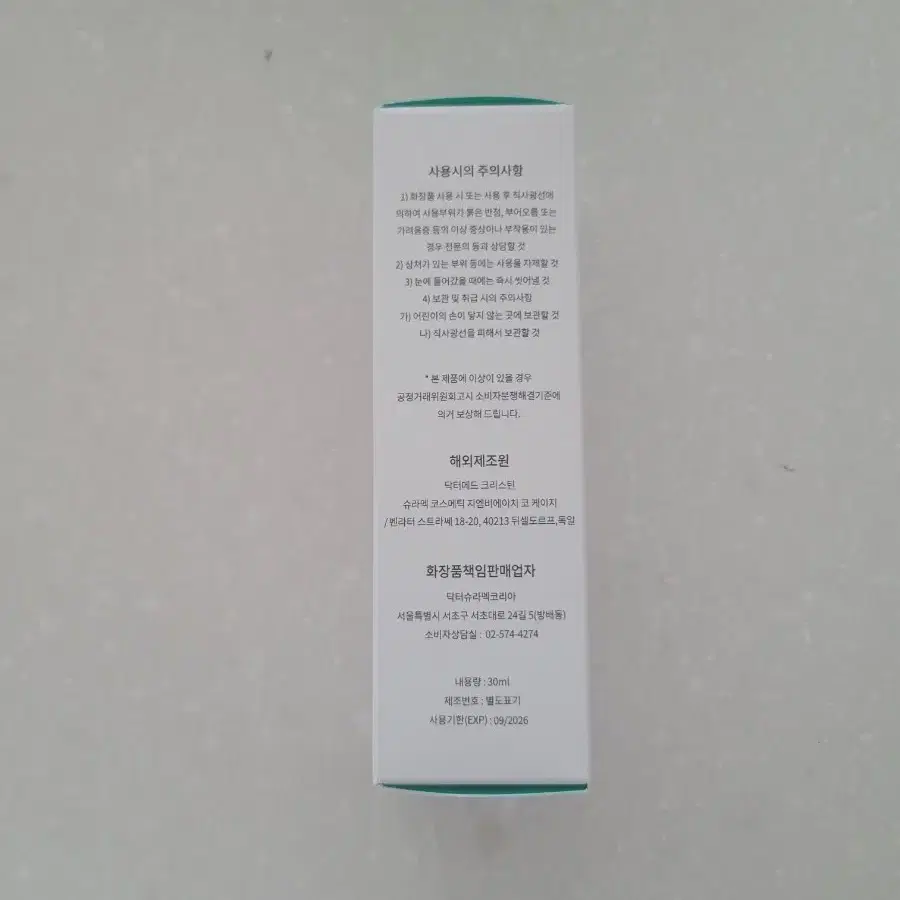 사용시의 주의사항
1) 화장품 사용 시 또는 사용 후 직사광선에
의하여 사용부위가 붉은 반점, 부어오름 또는
가려움증 등의 이상 증상이나 부작용이 있는
경우 전문의 등과 상담할 것
2) 상처가 있는 부위 등에는 사용을 자제할 것
3) 눈에 들어갔을 때에는 즉시 씻어낼 것
4) 보관 및 취급 시의 주의사항
가) 어린이의 손이 닿지 않는 곳에 보관할 것
나) 직사광선을 피해서 보관할 것
* 본 제품에 이상이 있을 경우
공정거래위원회고시 소비자분쟁해결기준에
의거 보상해 드립니다.
해외제조원
닥터메드 크리스틴
슈라멕 코스메틱 지엠비에이치 코 케이지
/ 벤라터 스트라쎄 18-20, 40213 뒤셀도르프,독일
화장품책임판매업자
닥터슈라멕코리아
서울특별시 서초구 서초대로 24길 5(방배동)
소비자상담실 : 02-574-4274
내용량 : 30ml
제조번호 : 별도표기
사용기한(EXP) : 09/2026